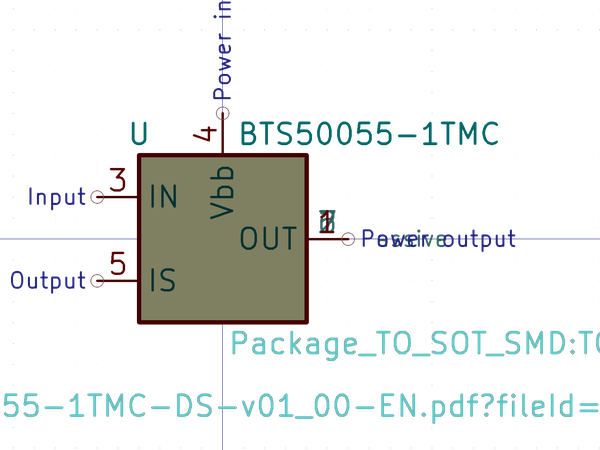 Power in
4
U
BTS50055-1TMC
Vbb
3
Input
IN
1
OUT
Power output
5
Output
IS
Package_TO_SOT_SMD:TO
55-1TMC-DS-v01_00-EN.pdf?fileId=